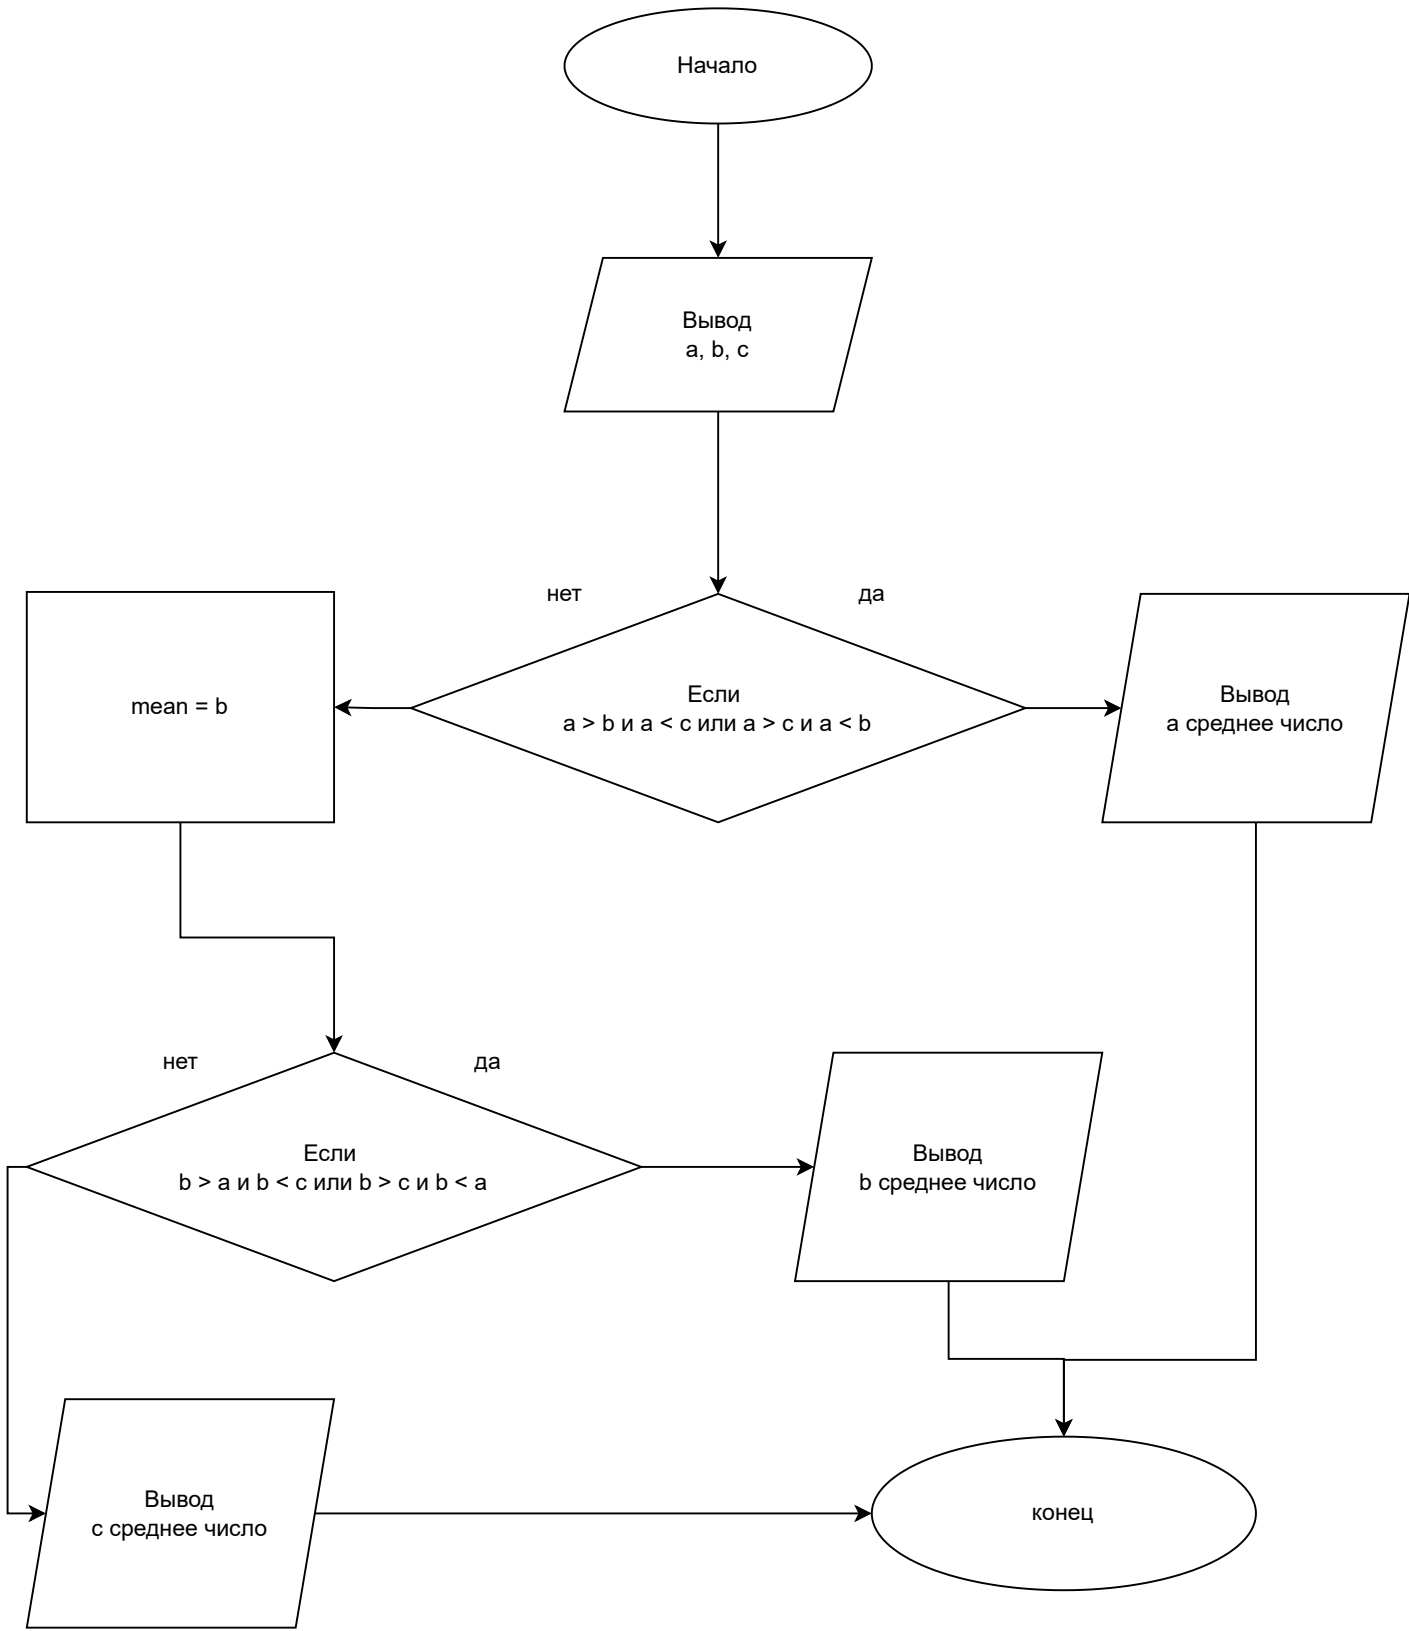 Начало
Вывод
a, b, c
нет
да
mean = b
Если
a > b и a < c или a > c и a < b
Вывод
a среднее число
нет
да
Если
b > a и b < c или b > c и b < a
Вывод
b среднее число
Вывод
c среднее число
конец